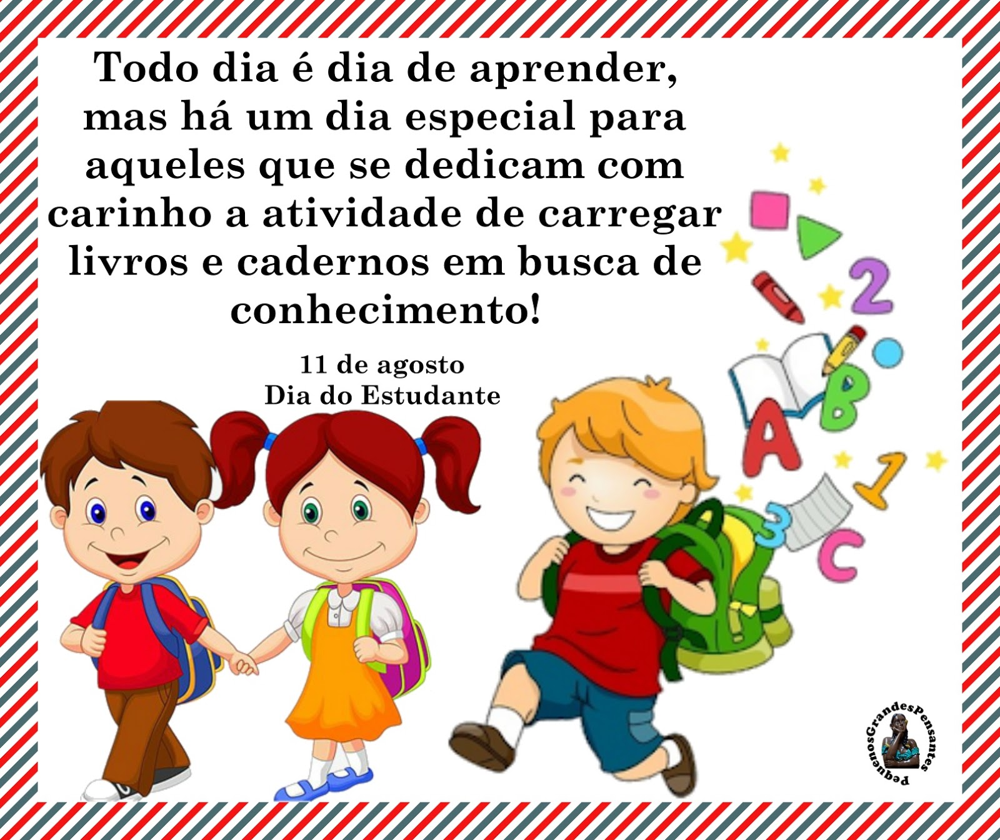 Todo dia é dia de aprender,
mas há um dia especial para
aqueles que se dedicam com
carinho a atividade de carregar
livros e cadernos em busca de
conhecimento!
11 de agosto
Dia do Estudante
2
B
A
1
3
C
PequenosGrandesPensantes